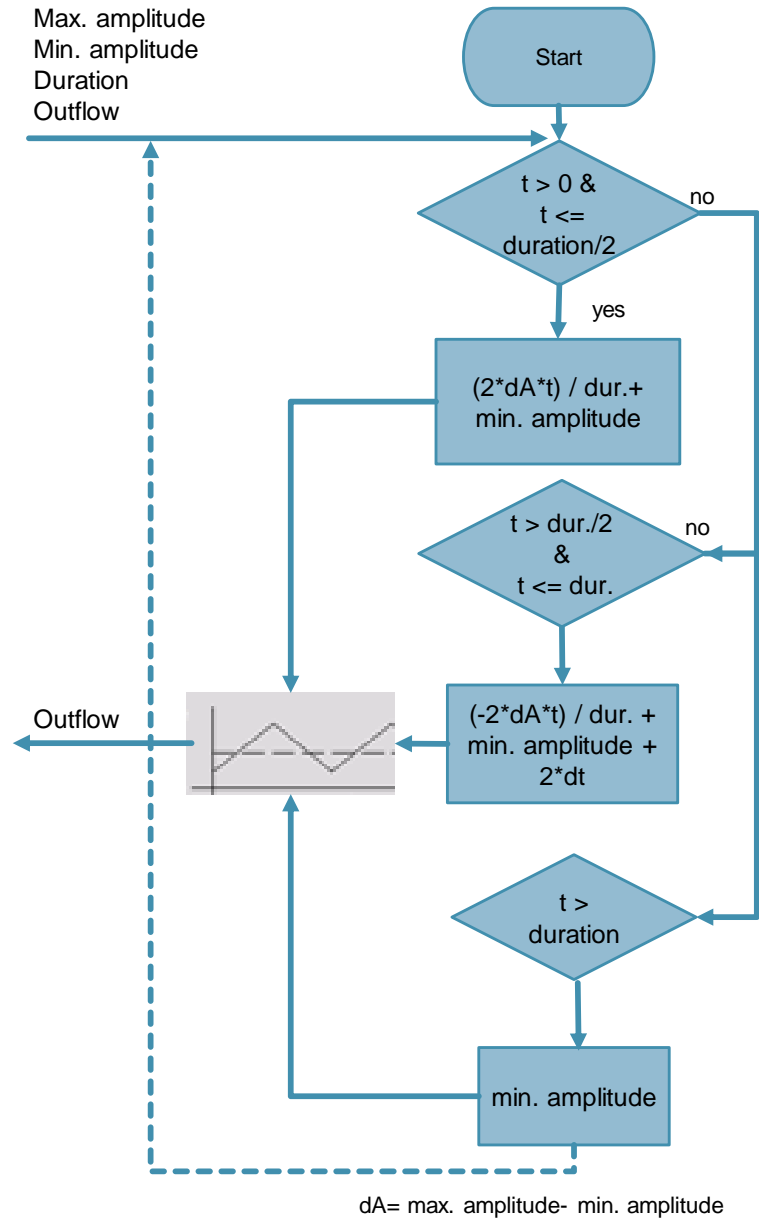 Max. amplitude
Min. amplitude
Duration
Outflow
Start
t > 0 &
t <=
duration/2
no
yes
(2*dA*t) / dur.+
min. amplitude
t > dur./2
&
t <= dur.
no
(-2*dA*t) / dur. +
min. amplitude +
2*dt
Outflow
t >
duration
min. amplitude
dA= max. amplitude- min. amplitude